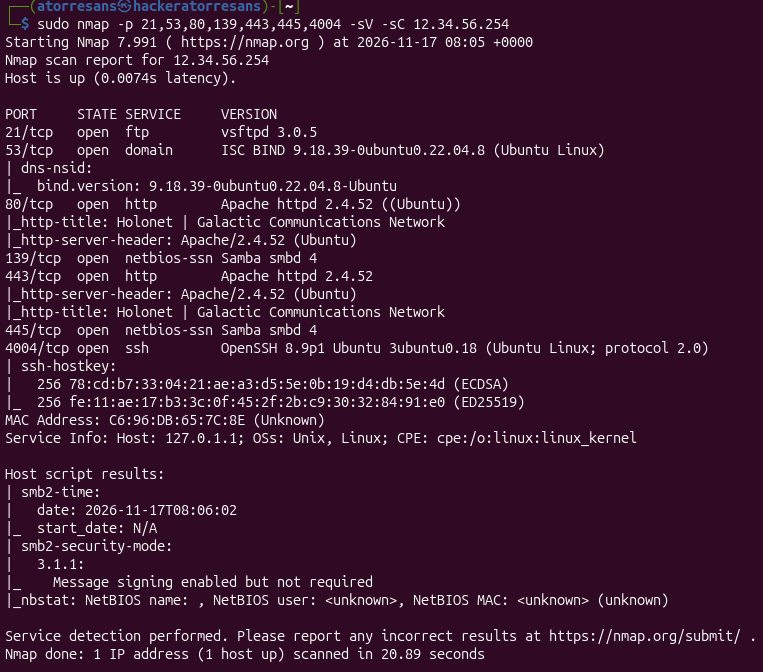 ┌──(atorresans㉿hackeratorresans)-[~]
└─$ sudo nmap -p 21,53,80,139,443,445,4004 -sV -sC 12.34.56.254
Starting Nmap 7.991 ( https://nmap.org ) at 2026-11-17 08:05 +0000
Nmap scan report for 12.34.56.254
Host is up (0.0074s latency).

PORT     STATE SERVICE     VERSION
21/tcp   open  ftp         vsftpd 3.0.5
53/tcp   open  domain      ISC BIND 9.18.39-0ubuntu0.22.04.8 (Ubuntu Linux)
| dns-nsid:
|_  bind.version: 9.18.39-0ubuntu0.22.04.8-Ubuntu
80/tcp   open  http        Apache httpd 2.4.52 ((Ubuntu))
|_http-title: Holonet | Galactic Communications Network
|_http-server-header: Apache/2.4.52 (Ubuntu)
139/tcp  open  netbios-ssn Samba smbd 4
443/tcp  open  http        Apache httpd 2.4.52
|_http-server-header: Apache/2.4.52 (Ubuntu)
|_http-title: Holonet | Galactic Communications Network
445/tcp  open  netbios-ssn Samba smbd 4
4004/tcp open  ssh         OpenSSH 8.9p1 Ubuntu 3ubuntu0.18 (Ubuntu Linux; protocol 2.0)
| ssh-hostkey:
|   256 78:cd:b7:33:04:21:ae:a3:d5:5e:0b:19:d4:db:5e:4d (ECDSA)
|_  256 fe:11:ae:17:b3:3c:0f:45:2f:2b:c9:30:32:84:91:e0 (ED25519)
MAC Address: C6:96:DB:65:7C:8E (Unknown)
Service Info: Host: 127.0.1.1; OSs: Unix, Linux; CPE: cpe:/o:linux:linux_kernel

Host script results:
| smb2-time:
|   date: 2026-11-17T08:06:02
|_  start_date: N/A
| smb2-security-mode:
|   3.1.1:
|_    Message signing enabled but not required
|_nbstat: NetBIOS name: , NetBIOS user: <unknown>, NetBIOS MAC: <unknown> (unknown)

Service detection performed. Please report any incorrect results at https://nmap.org/submit/ .
Nmap done: 1 IP address (1 host up) scanned in 20.89 seconds